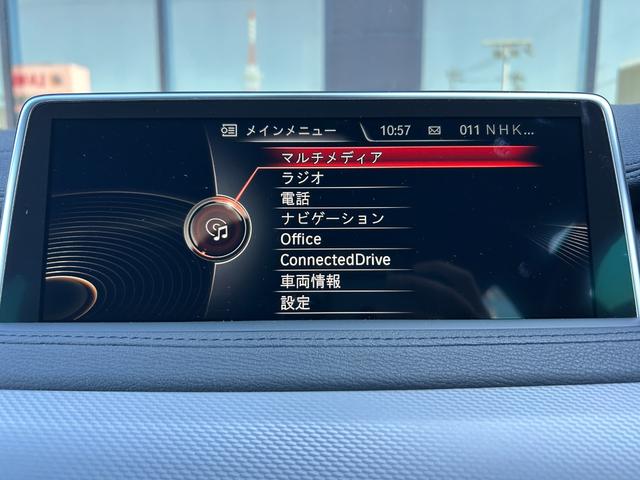 メインメニュー 10:57 011 NHK...
マルチメディア
ラジオ
電話
ナビゲーション
Office
ConnectedDrive
車両情報
設定